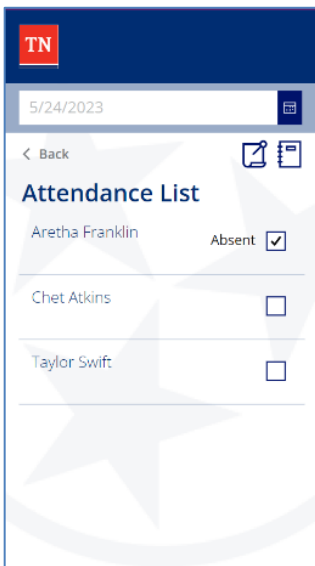 TN
5/24/2023
Back
Attendance List
Aretha Franklin
Absent
Chet Atkins
Taylor Swift